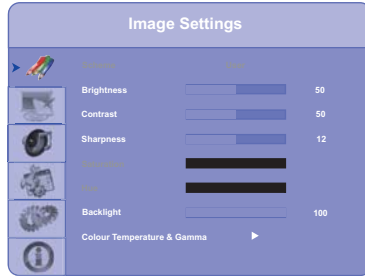 Image Settings
Brightness 50
Contrast 50
Sharpness 12
Backlight 100
Colour Temperature & Gamma